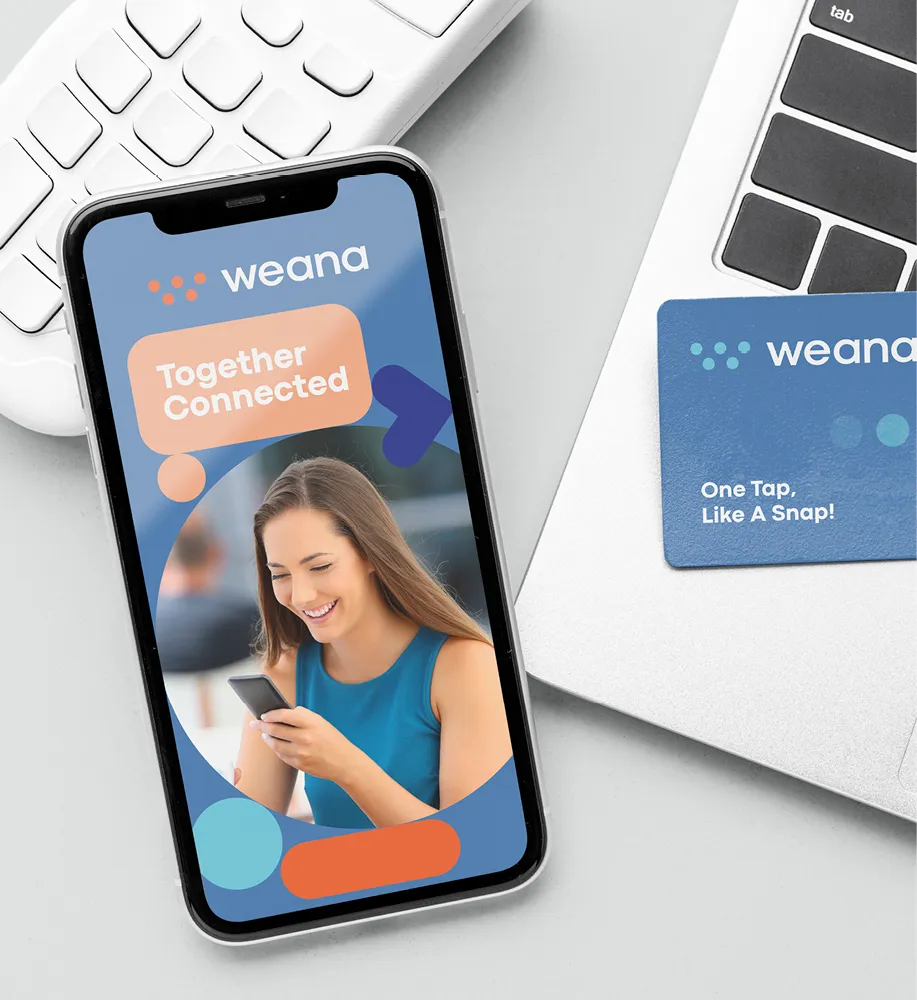 weana
Together
Connected
tab
weana
One Tap,
Like A Snap!